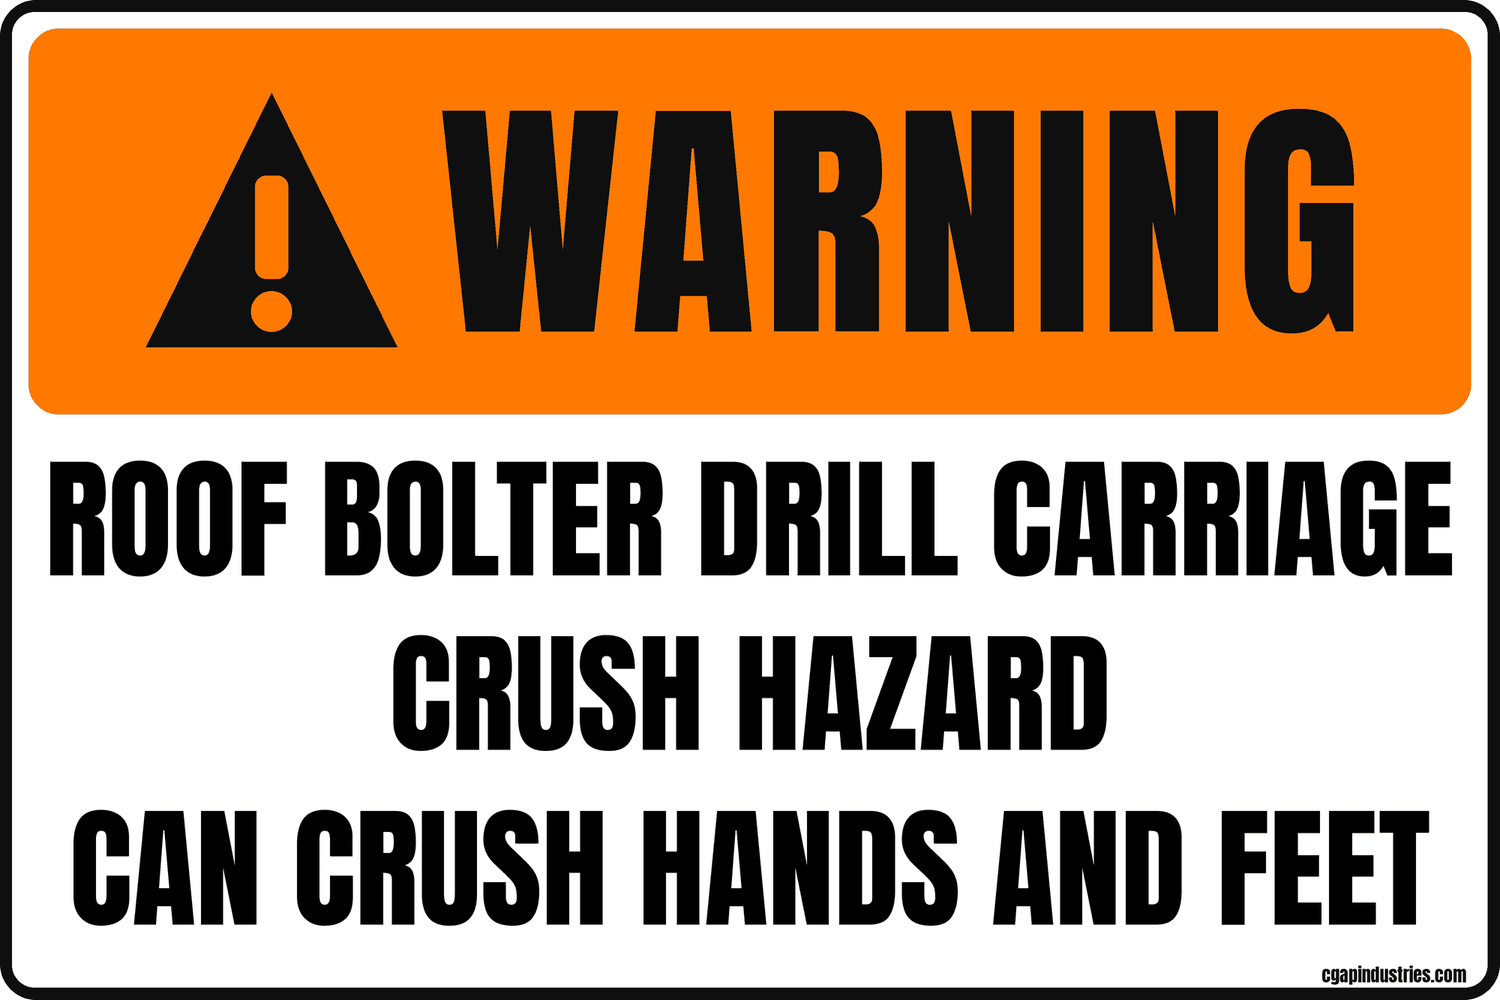 WARNING
ROOF BOLTER DRILL CARRIAGE
CRUSH HAZARD
CAN CRUSH HANDS AND FEET
cgapindustries.com